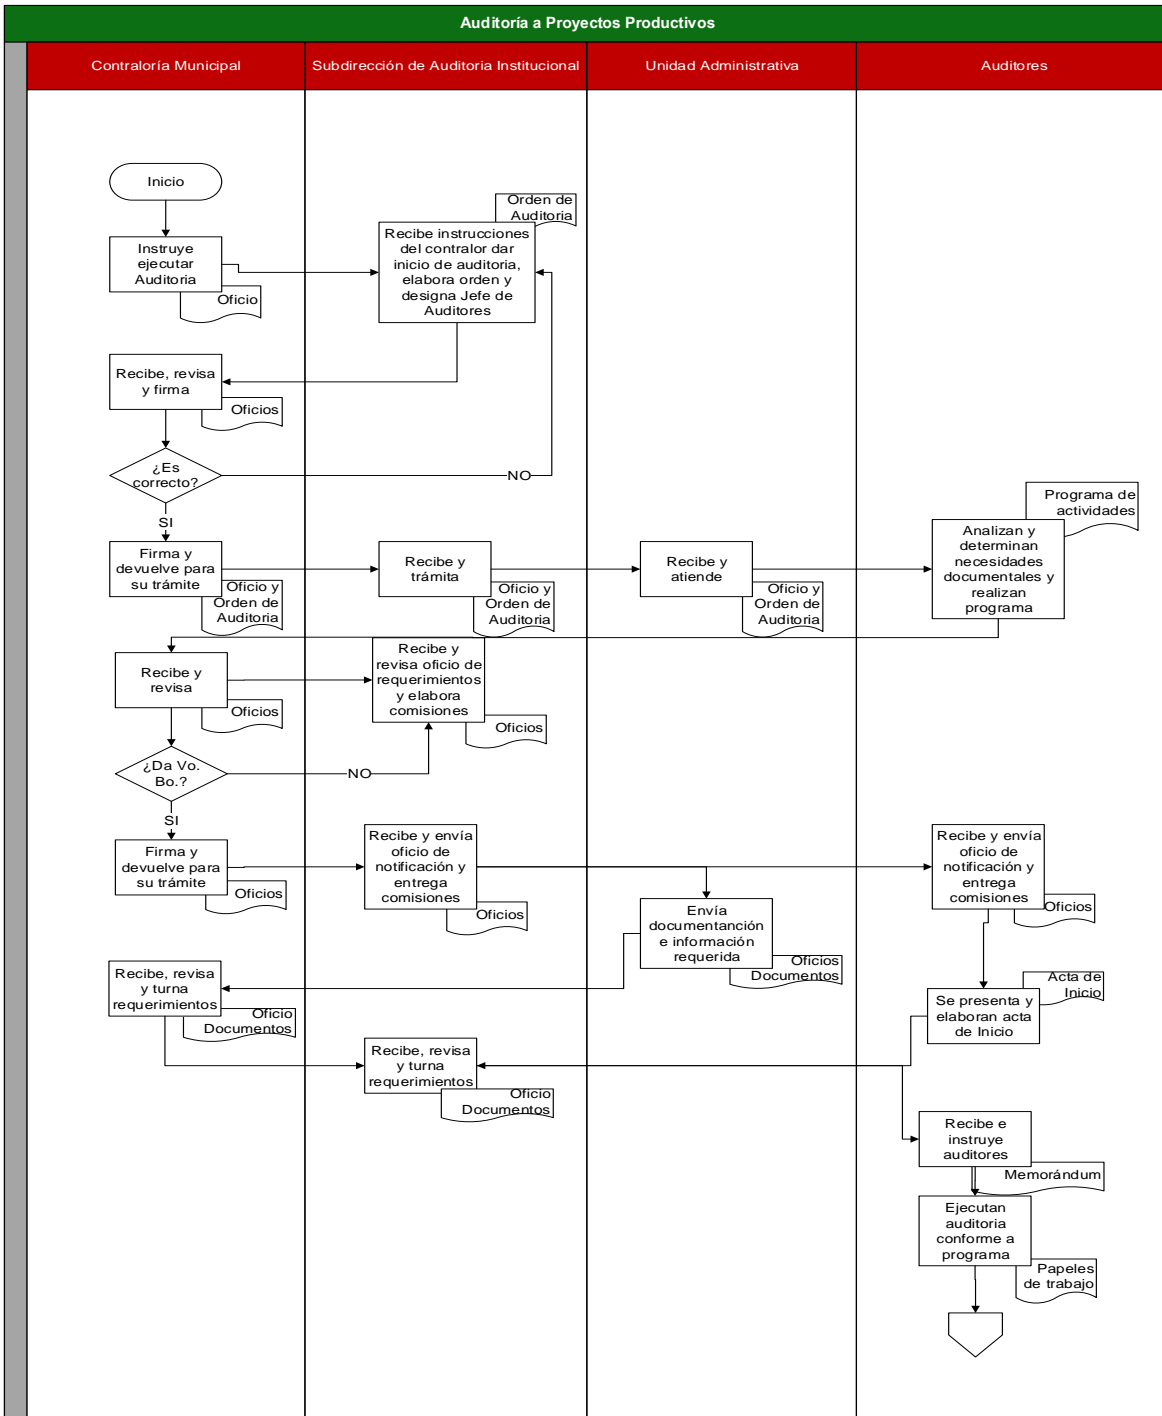 Auditoría a Proyectos Productivos
Contraloría Municipal
Subdirección de Auditoria Institucional
Unidad Administrativa
Auditores
Inicio
Orden de
Auditoria
Instruye
ejecutar
Auditoria
Oficio
Recibe instrucciones
del contralor dar
inicio de auditoria,
elabora orden y
designa Jefe de
Auditores
Recibe, revisa
y firma
Oficios
¿Es
correcto?
NO
SI
Firma y
devuelve para
su trámite
Oficio y
Orden de
Auditoria
Recibe y
trámita
Oficio y
Orden de
Auditoria
Recibe y
atiende
Oficio y
Orden de
Auditoria
Programa de
actividades
Analizan y
determinan
necesidades
documentales y
realizan
programa
Recibe y
revisa
Oficios
Recibe y
revisa oficio de
requerimientos
y elabora
comisiones
Oficios
¿Da Vo.
Bo.?
NO
SI
Firma y
devuelve para
su trámite
Oficios
Recibe y envía
oficio de
notificación y
entrega
comisiones
Oficios
Recibe y envía
oficio de
notificación y
entrega
comisiones
Oficios
Envía
documentanción
e información
requerida
Oficios
Documentos
Recibe, revisa
y turna
requerimientos
Oficio
Documentos
Acta de
Inicio
Se presenta y
elaboran acta
de Inicio
Recibe, revisa
y turna
requerimientos
Oficio
Documentos
Recibe e
instruye
auditores
Memorándum
Ejecutan
auditoria
conforme a
programa
Papeles
de trabajo